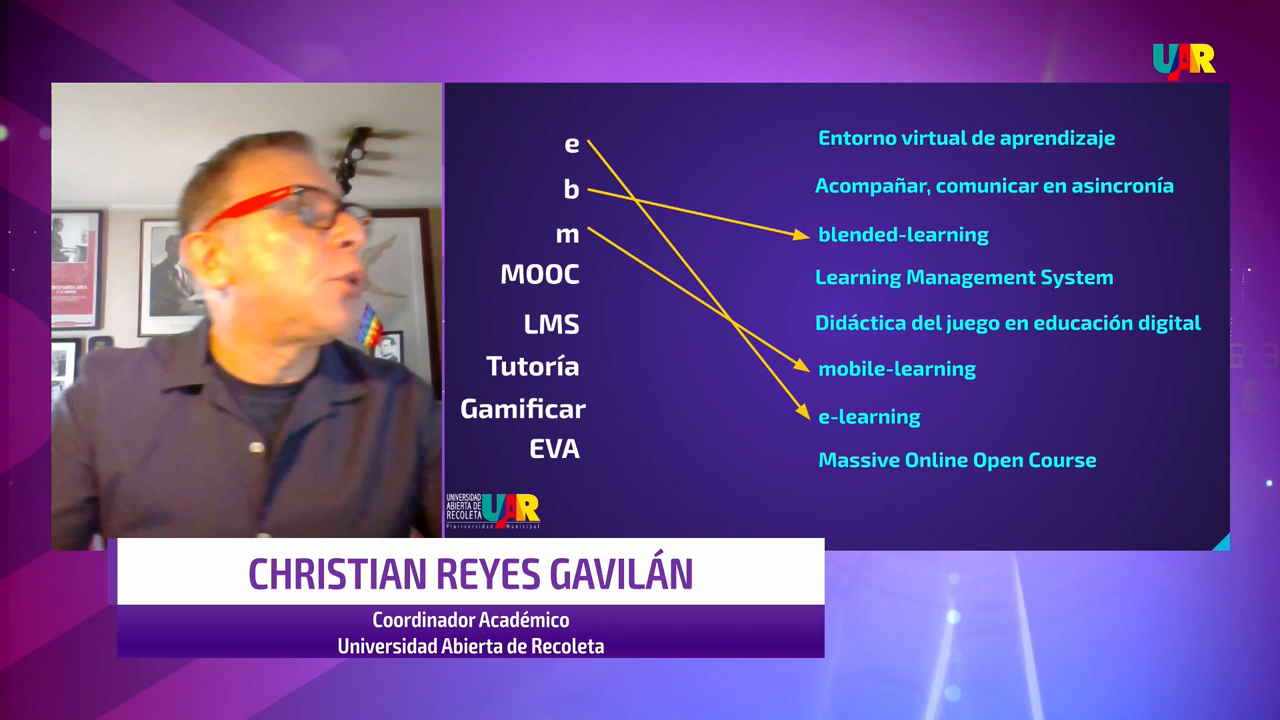 UAR
e
b
m
MOOC
LMS
Tutoría
Gamificar
EVA
Entorno virtual de aprendizaje
Acompañar, comunicar en asincronía
blended-learning
Learning Management System
Didáctica del juego en educación digital
mobile-learning
e-learning
Massive Online Open Course
UNIVERSIDAD
ABIERTA DE
RECOLETA
UAR
Pluriversidad Municipal
CHRISTIAN REYES GAVILÁN
Coordinador Académico
Universidad Abierta de Recoleta